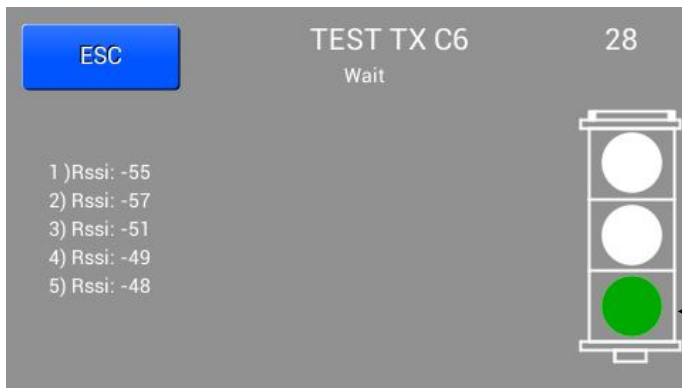 ESC
TEST TX C6
28
Wait
1 )Rssi: -55
2) Rssi: -57
3) Rssi: -51
4) Rssi: -49
5) Rssi: -48